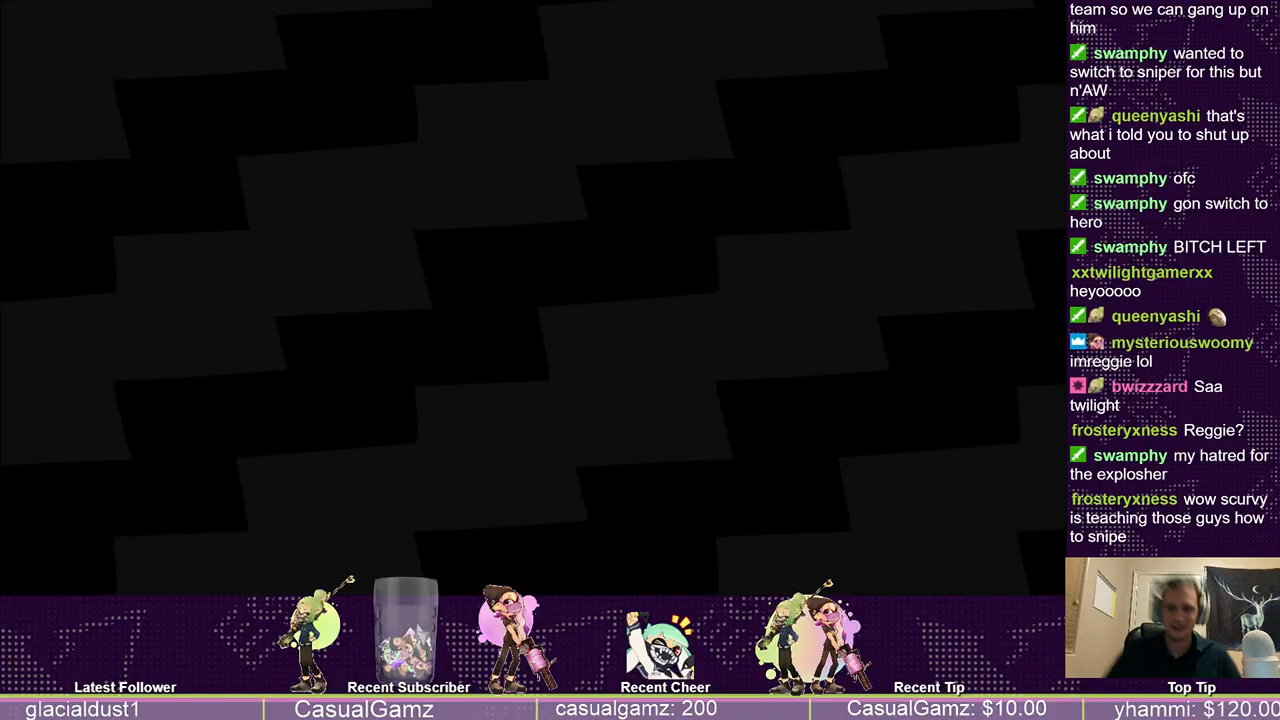 team so we can gang up on
him
swamphy wanted to
switch to sniper for this but
n'AW
queenyashi that's
what i told you to shut up
about
swamphy ofc
swamphy gon switch to
hero
swamphy BITCH LEFT
xxtwilightgamerxx
heyooooo
queenyashi
mysteriouswoomy
imreggie lol
bwizzzard Saa
twilight
frosteryxness Reggie?
swamphy my hatred for
the explosher
frosteryxness wow scurvy
is teaching those guys how
to snipe
Latest Follower
Recent Subscriber
Recent Cheer
Recent Tip
Top Tip
glacialdust1
CasualGamz
casualgamz: 200
CasualGamz: $10.00
yhammi: $120.00